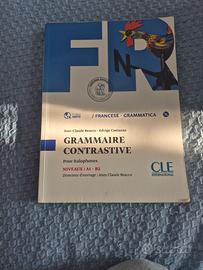 FR
/ FRANCESE - GRAMMATICA
Jean-Claude Beacco - Edvige Costanzo
GRAMMAIRE
CONTRASTIVE
Pour italophones
NIVEAUX : A1 - B2
Directeur d'ouvrage : Jean-Claude Beacco
CLE
INTERNATIONAL